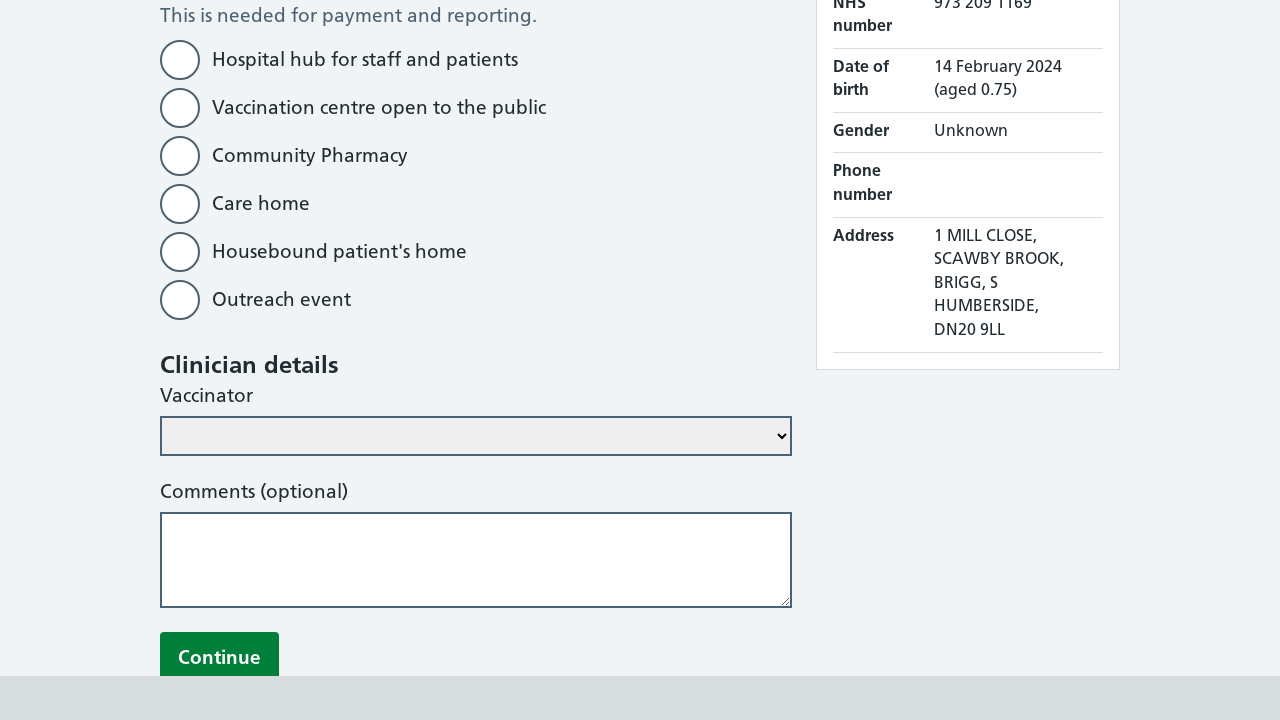 This is needed for payment and reporting.
Hospital hub for staff and patients
Vaccination centre open to the public
Community Pharmacy
Care home
Housebound patient's home
Outreach event
Clinician details
Vaccinator
Comments (optional)
Continue
NHS 973 209 1169
number
Date of 14 February 2024
birth (aged 0.75)
Gender Unknown
Phone
number
Address 1 MILL CLOSE,
SCAWBY BROOK,
BRIGG, S
HUMBERSIDE,
DN20 9LL